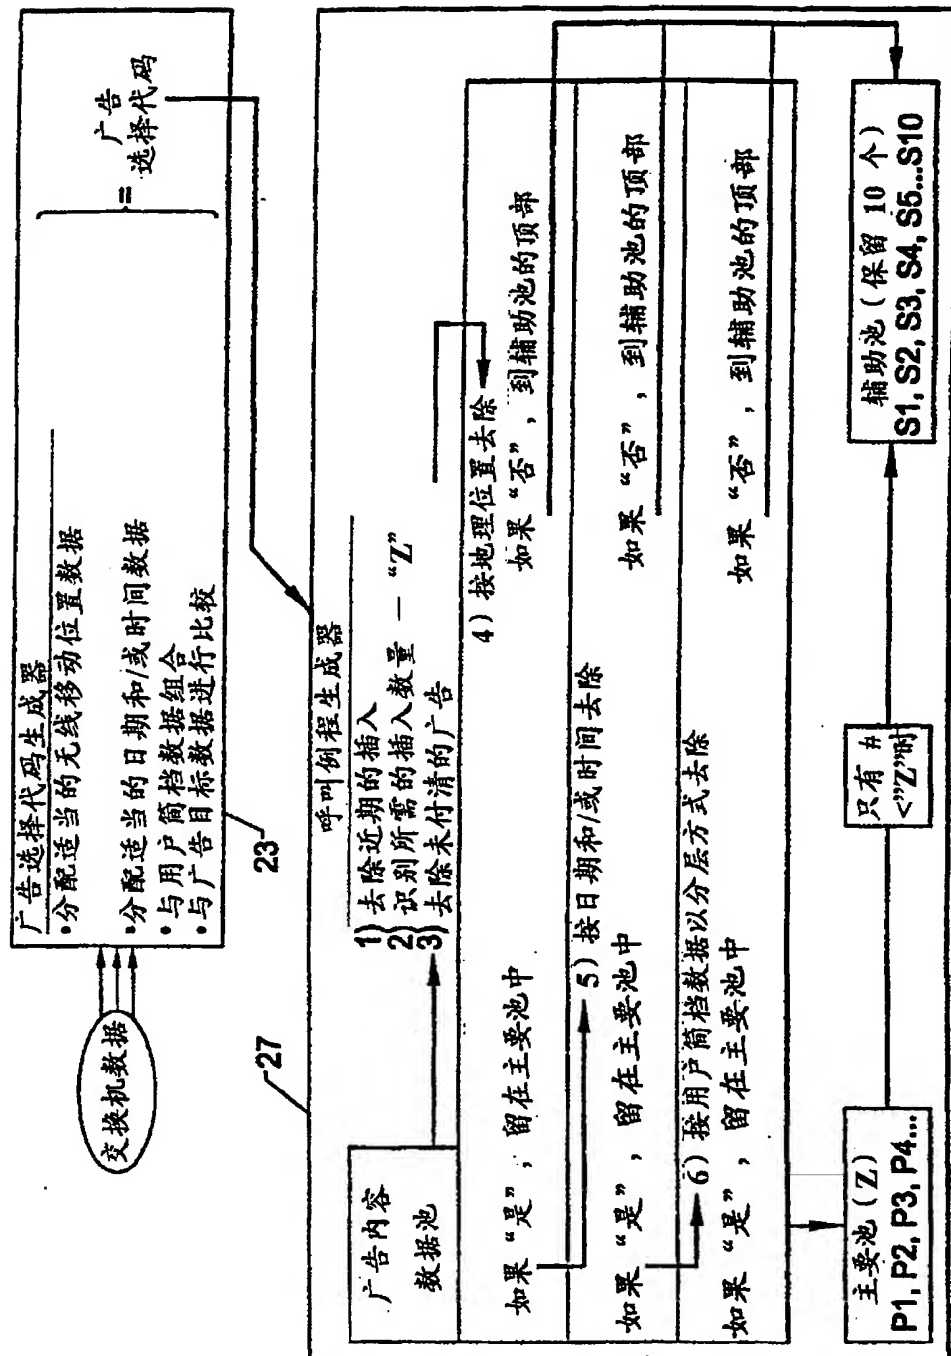 交换机数据
广告选择代码生成器
•分配适当的无线移动位置数据
•分配适当的日期和/或时间数据
•与用户简档数据组合
•与广告目标数据进行比较
=
广告
选择代码
23
27
呼叫例程生成器
广告内容
数据池
1) 去除近期的插入
2) 识别所需的插入数量 — “Z”
3) 去除未付清的广告
4) 按地理位置去除
如果“是”, 留在主要池中
如果“否”, 到辅助池的顶部
5) 按日期和/或时间去除
如果“是”, 留在主要池中
如果“否”, 到辅助池的顶部
6) 按用户简档数据以分层方式去除
如果“是”, 留在主要池中
如果“否”, 到辅助池的顶部
主要池 (Z)
P1, P2, P3, P4...
只有 #
<”Z”时
辅助池 (保留 10 个)
S1, S2, S3, S4, S5...S10